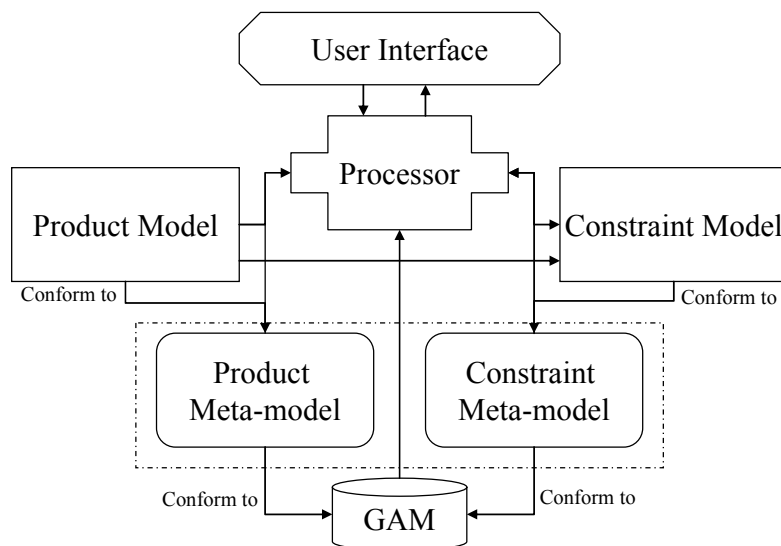 User Interface
Processor
Product Model
Constraint Model
Conform to
Conform to
Product
Meta-model
Constraint
Meta-model
Conform to
GAM
Conform to